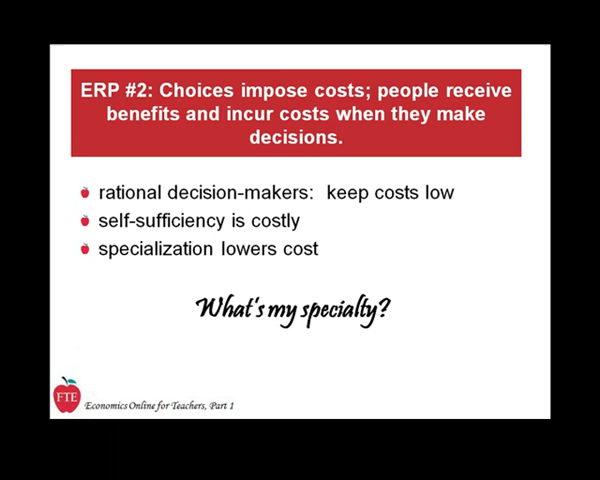 ERP #2: Choices impose costs; people receive
benefits and incur costs when they make
decisions.
rational decision-makers: keep costs low
self-sufficiency is costly
specialization lowers cost
What's my specialty?
FTE
Economics Online for Teachers, Part 1